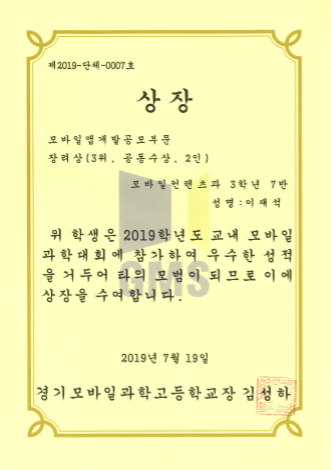 제2019-단체-0007호
상장
모바일앱개발공모부문
장려상(3위, 공동수상, 2인)
모바일컨텐츠과 3학년 7반
성명:이재석
위 학생은 2019학년도 교내 모바일
과학대회에 참가하여 우수한 성적
을 거두어 타의 모범이 되므로 이에
상장을 수여합니다.
GMS
2019년 7월 19일
경기모바일과학고등학교장 김성하